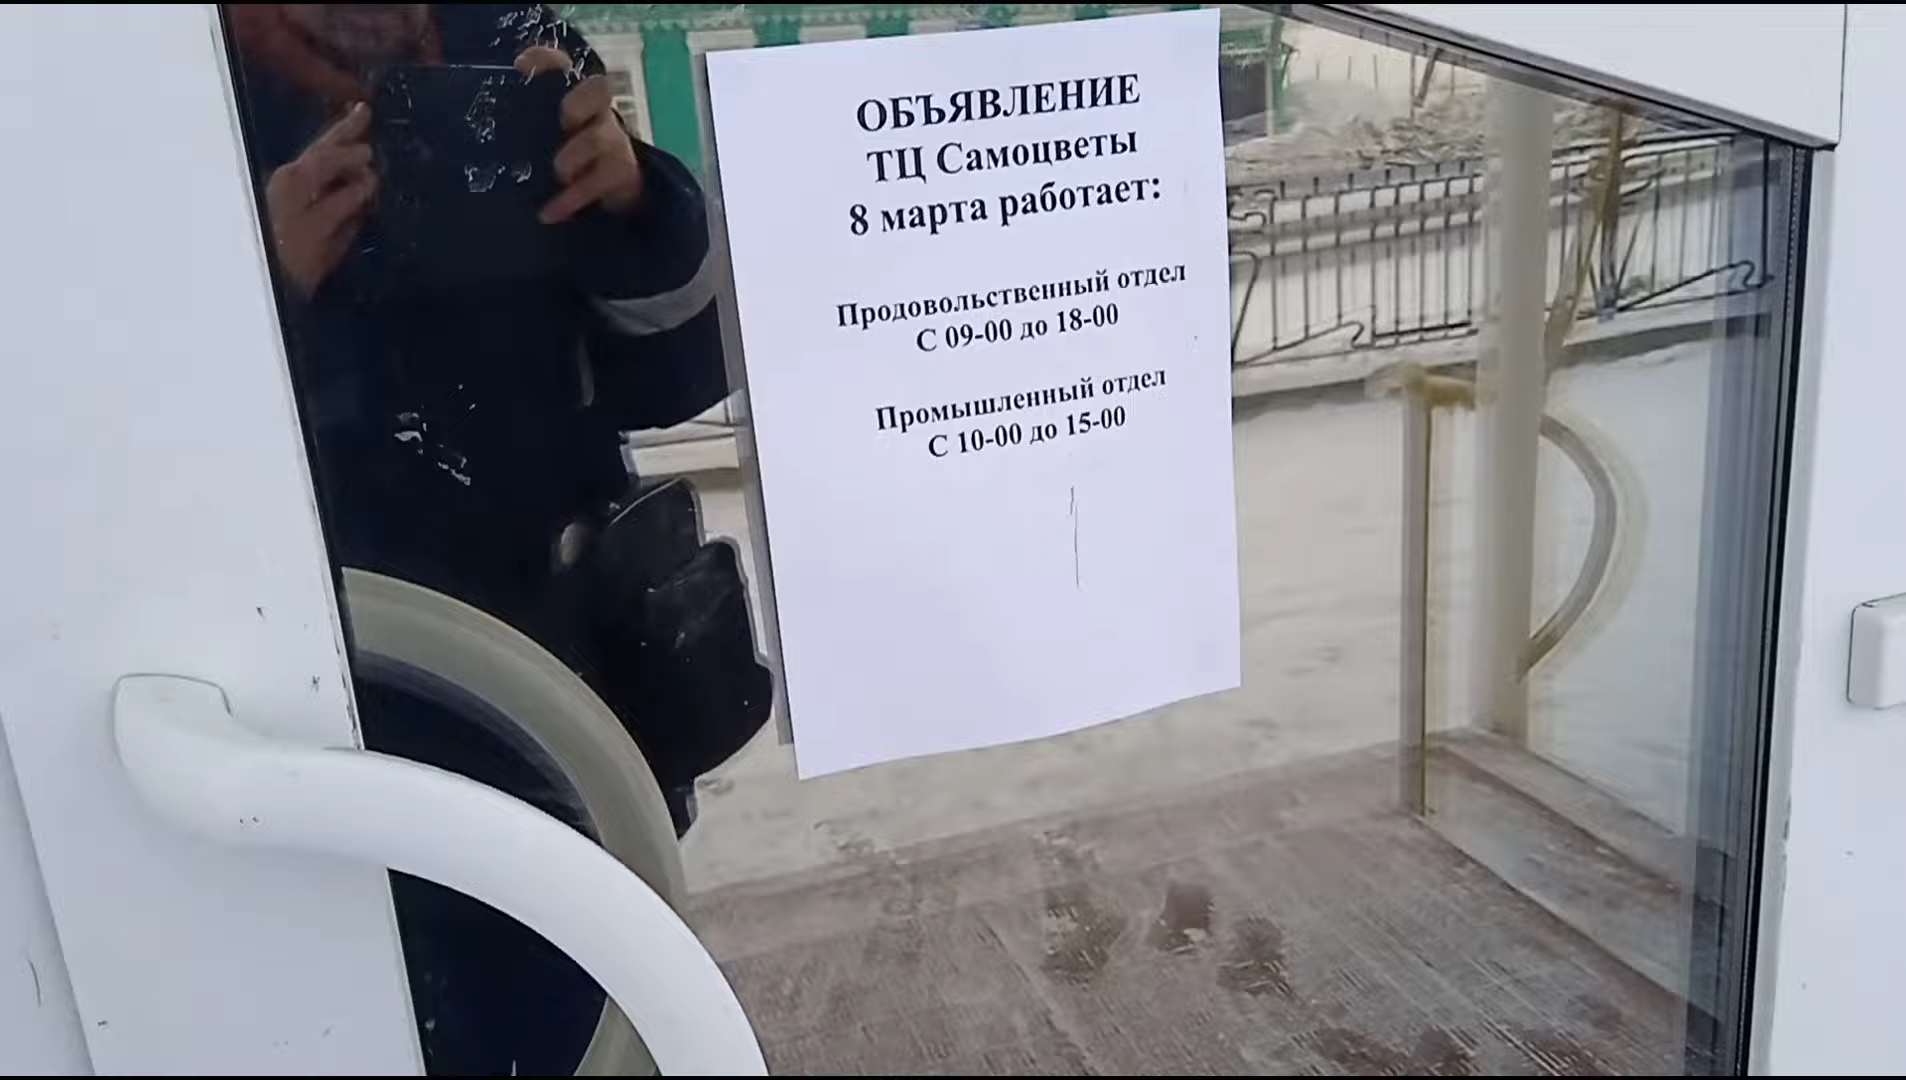 ОБЪЯВЛЕНИЕ
ТЦ Самоцветы
8 марта работает:
Продовольственный отдел
С 09-00 до 18-00
Промышленный отдел
С 10-00 до 15-00